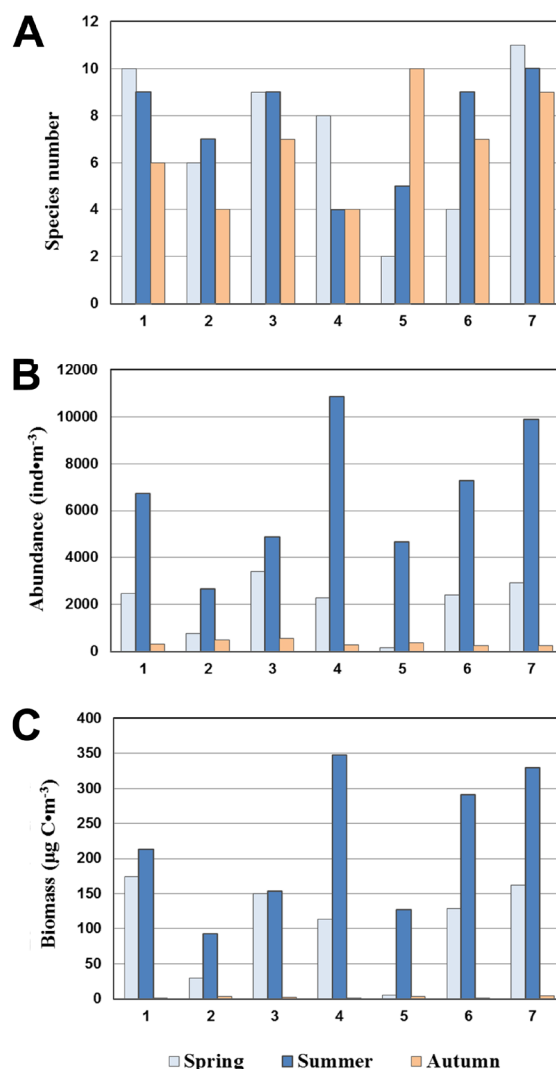 A
Species number
12
10
8
6
4
2
0
1 2 3 4 5 6 7
B
Abundance (ind•m⁻³)
12000
10000
8000
6000
4000
2000
0
1 2 3 4 5 6 7
C
Biomass (µg C•m⁻³)
400
350
300
250
200
150
100
50
0
1 2 3 4 5 6 7
Spring Summer Autumn